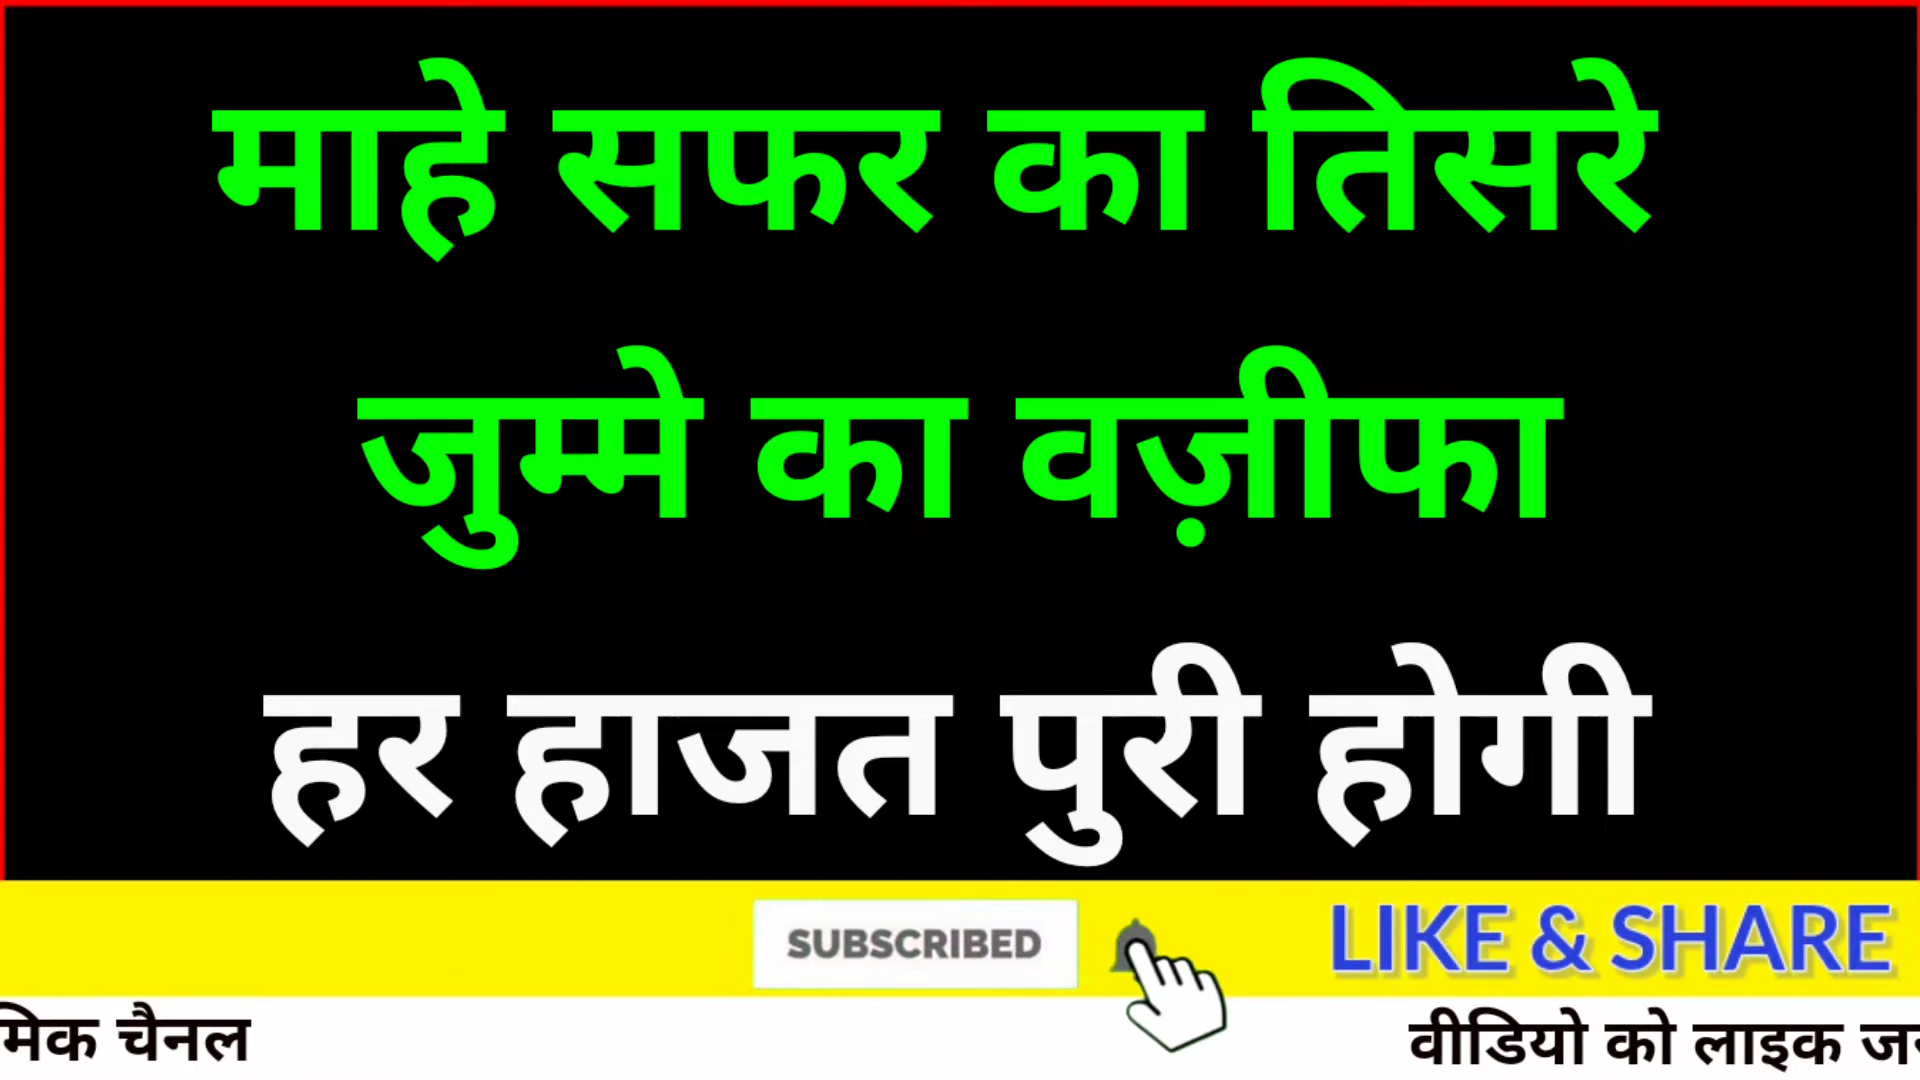 माहे सफर का तिसरे
जुम्मे का वज़ीफा
हर हाजत पुरी होगी
SUBSCRIBED
LIKE & SHARE
चैनल
वीडियो को लाइक